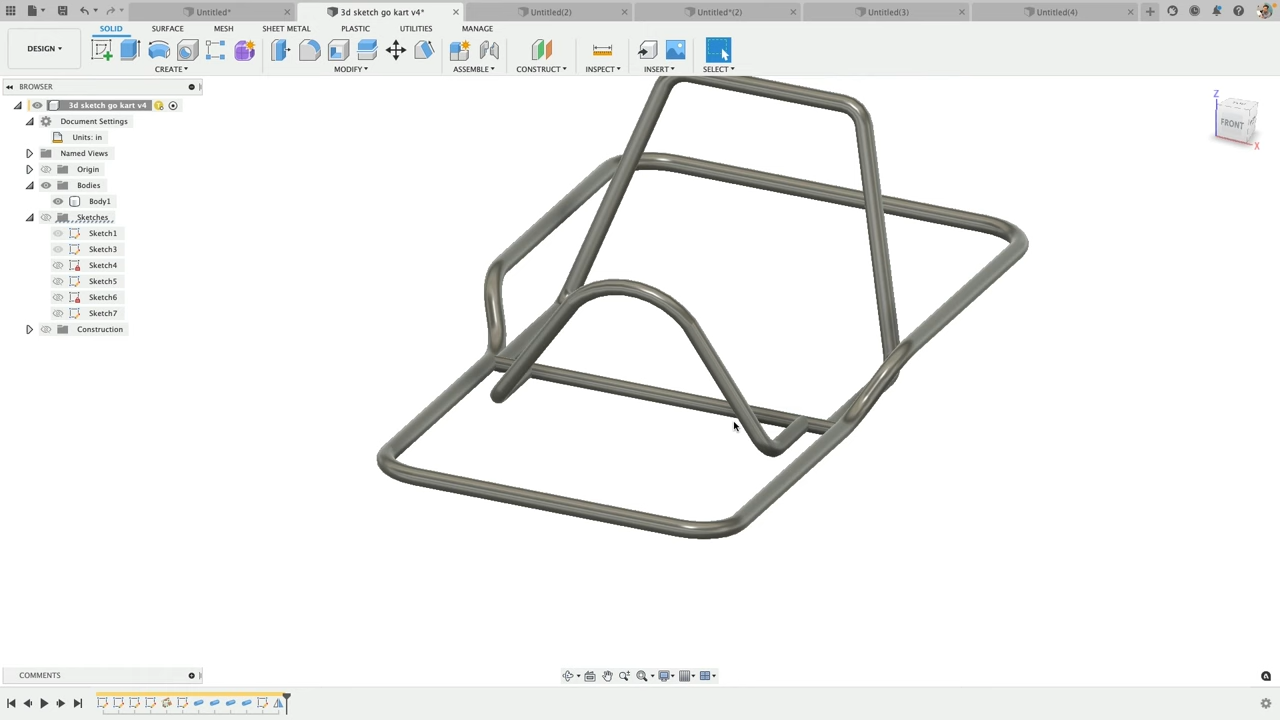 Untitled*
3d sketch go kart v4*
Untitled(2)
Untitled*(2)
Untitled(3)
Untitled(4)
SOLID
SURFACE
MESH
SHEET METAL
PLASTIC
UTILITIES
MANAGE
DESIGN
CREATE
MODIFY
ASSEMBLE
CONSTRUCT
INSPECT
INSERT
SELECT
BROWSER
3d sketch go kart v4
Document Settings
Units: in
Named Views
Origin
Bodies
Body1
Sketches
Sketch1
Sketch3
Sketch4
Sketch5
Sketch6
Sketch7
Construction
Z
FRONT
X
COMMENTS